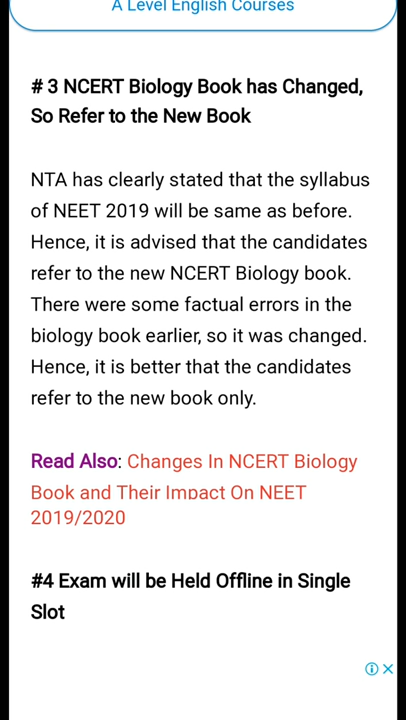 A Level English Courses
# 3 NCERT Biology Book has Changed,
So Refer to the New Book
NTA has clearly stated that the syllabus
of NEET 2019 will be same as before.
Hence, it is advised that the candidates
refer to the new NCERT Biology book.
There were some factual errors in the
biology book earlier, so it was changed.
Hence, it is better that the candidates
refer to the new book only.
Read Also: Changes In NCERT Biology
Book and Their Impact On NEET
2019/2020
#4 Exam will be Held Offline in Single
Slot